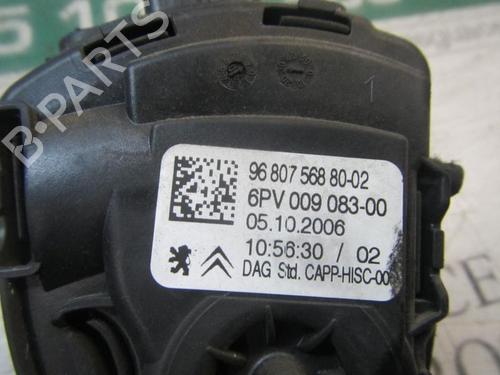 1
96 807 568 80-02
6PV 009 083-00
05.10.2006
10:56:30 / 02
DAG Std. CAPP-HISC-00
B-PARTS